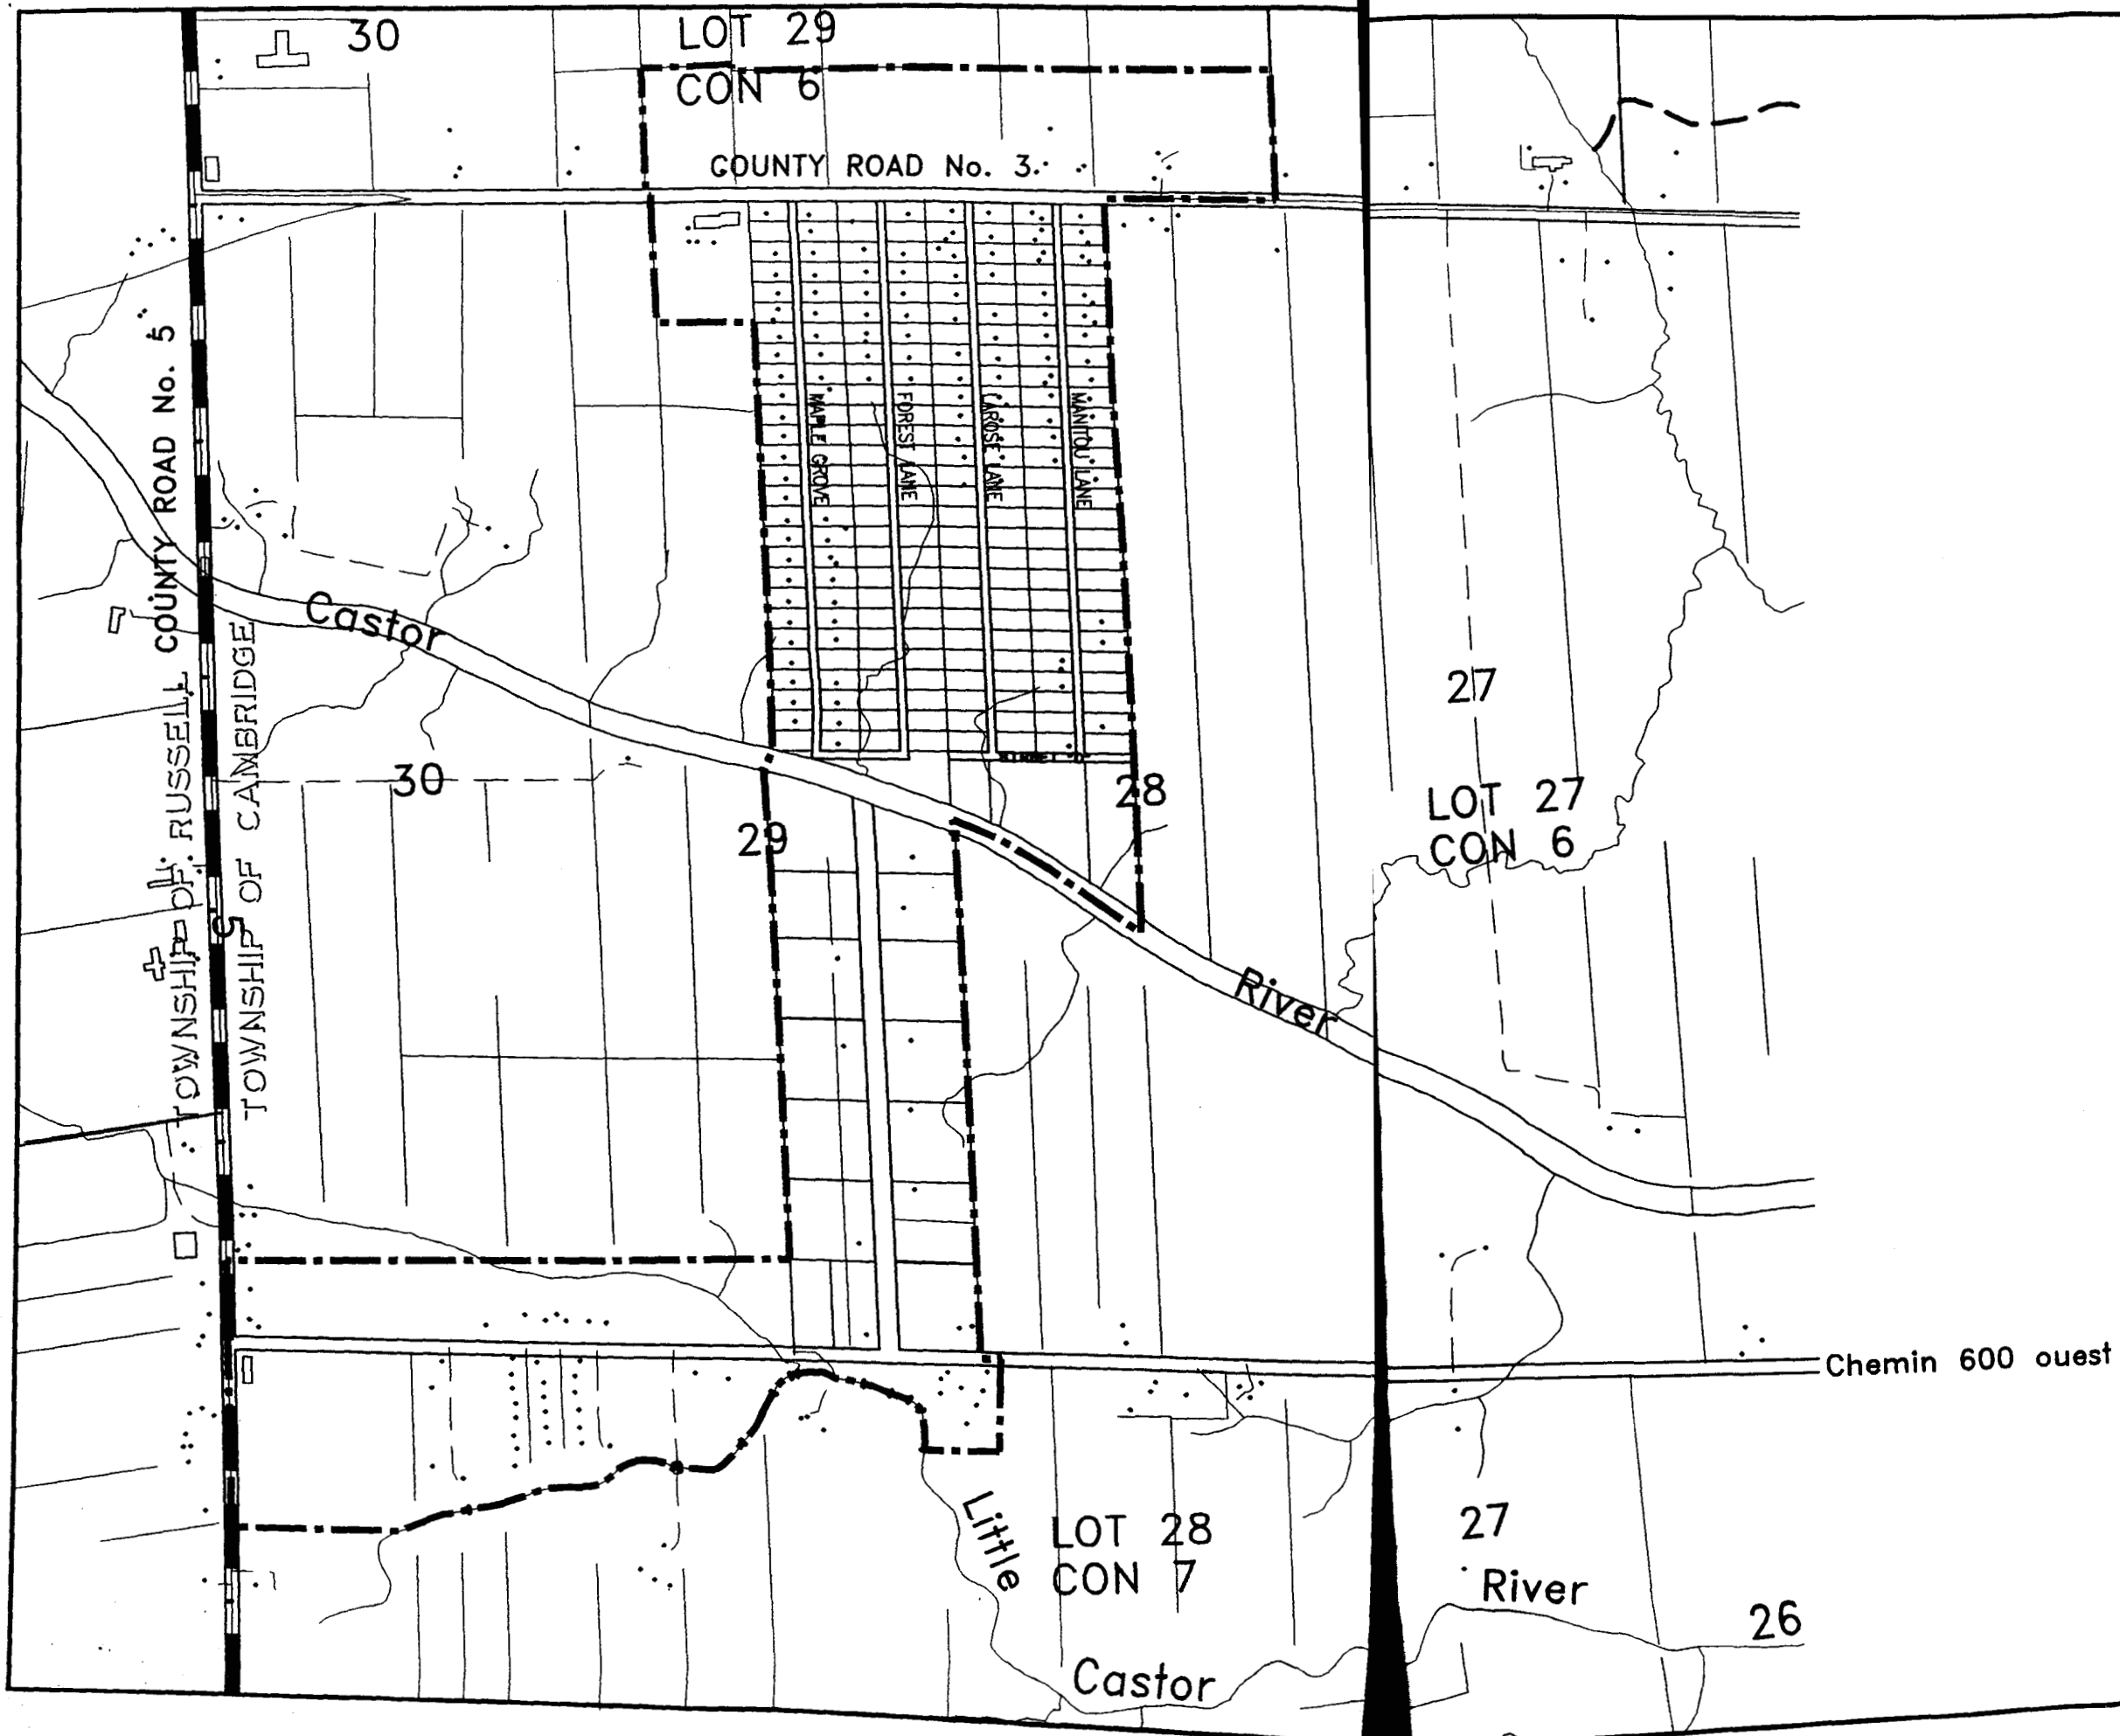 30
LOT 29
CON 6
COUNTY ROAD No. 3
COUNTY ROAD No. 5
MAPLE GROVE
FOREST LANE
LAROSE LANE
MANITOU LANE
Castor
TOWNSHIP OF RUSSELL
TOWNSHIP OF CAMBRIDGE
27
30
28
29
LOT 27
CON 6
5
River
Chemin 600 ouest
Little
LOT 28
CON 7
27
River
26
Castor